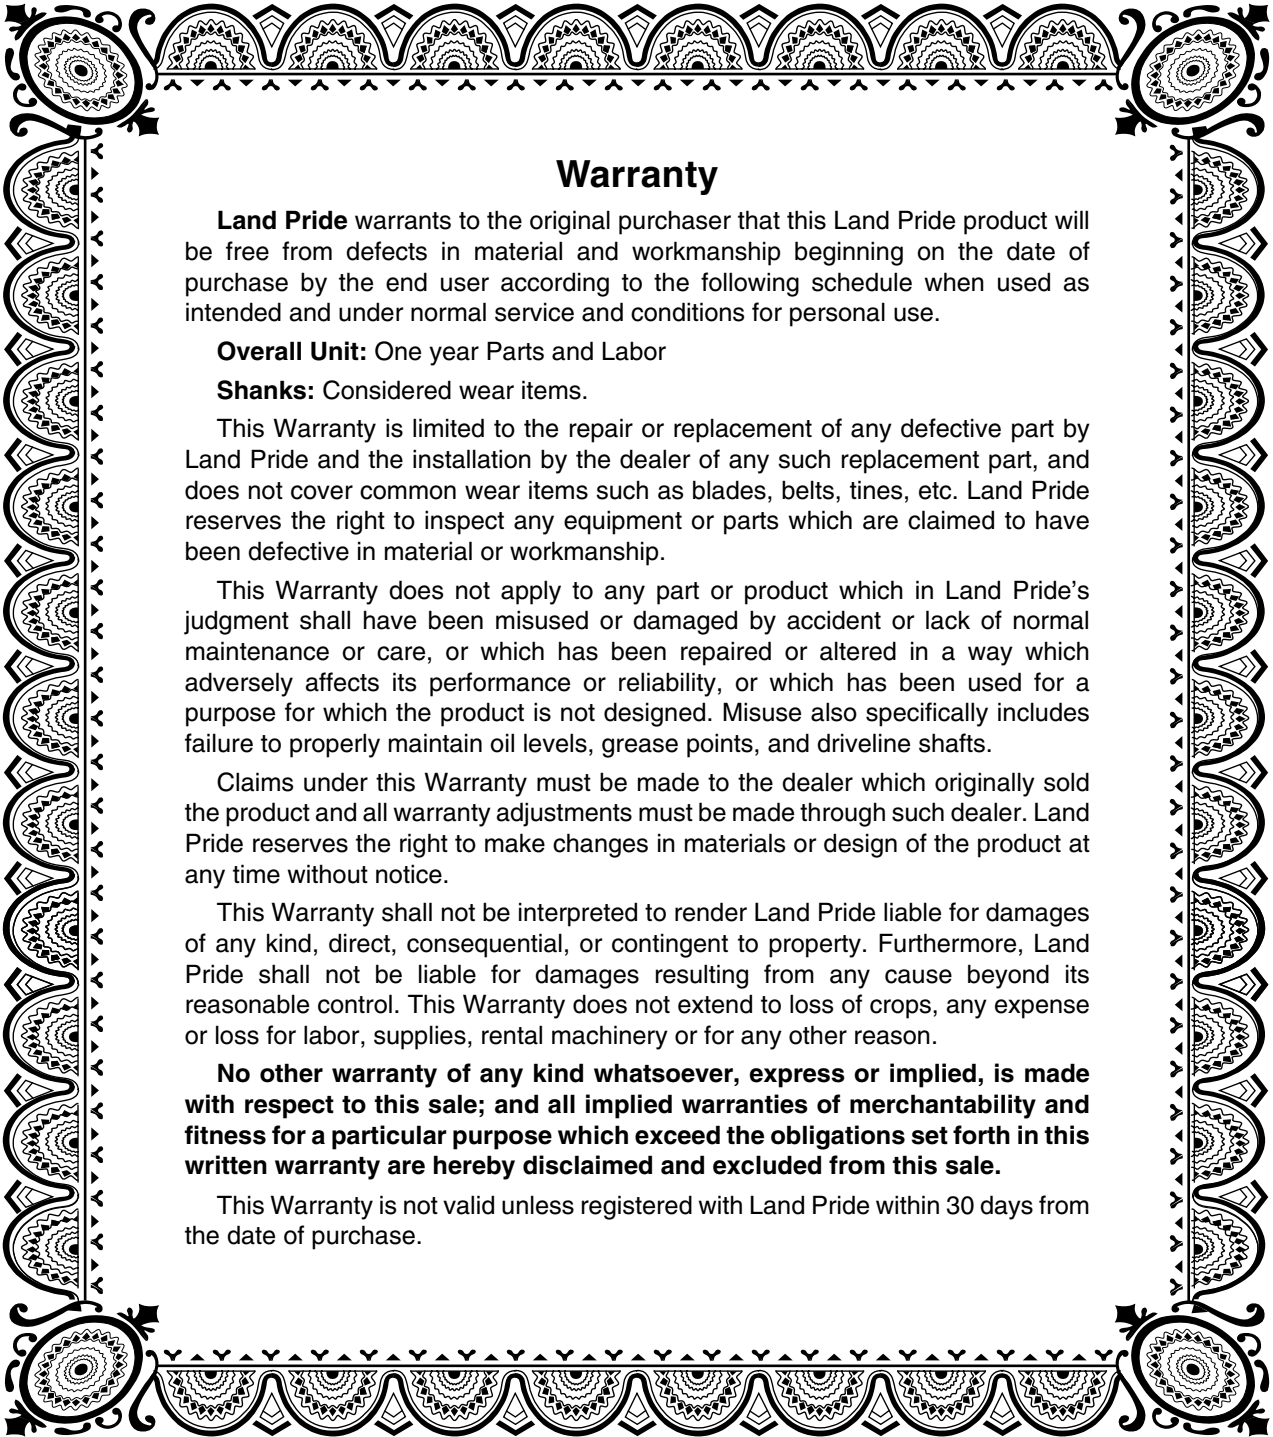 Warranty
Land Pride warrants to the original purchaser that this Land Pride product will
be free from defects in material and workmanship beginning on the date of
purchase by the end user according to the following schedule when used as
intended and under normal service and conditions for personal use.
Overall Unit: One year Parts and Labor
Shanks: Considered wear items.
This Warranty is limited to the repair or replacement of any defective part by
Land Pride and the installation by the dealer of any such replacement part, and
does not cover common wear items such as blades, belts, tines, etc. Land Pride
reserves the right to inspect any equipment or parts which are claimed to have
been defective in material or workmanship.
This Warranty does not apply to any part or product which in Land Pride’s
judgment shall have been misused or damaged by accident or lack of normal
maintenance or care, or which has been repaired or altered in a way which
adversely affects its performance or reliability, or which has been used for a
purpose for which the product is not designed. Misuse also specifically includes
failure to properly maintain oil levels, grease points, and driveline shafts.
Claims under this Warranty must be made to the dealer which originally sold
the product and all warranty adjustments must be made through such dealer. Land
Pride reserves the right to make changes in materials or design of the product at
any time without notice.
This Warranty shall not be interpreted to render Land Pride liable for damages
of any kind, direct, consequential, or contingent to property. Furthermore, Land
Pride shall not be liable for damages resulting from any cause beyond its
reasonable control. This Warranty does not extend to loss of crops, any expense
or loss for labor, supplies, rental machinery or for any other reason.
No other warranty of any kind whatsoever, express or implied, is made
with respect to this sale; and all implied warranties of merchantability and
fitness for a particular purpose which exceed the obligations set forth in this
written warranty are hereby disclaimed and excluded from this sale.
This Warranty is not valid unless registered with Land Pride within 30 days from
the date of purchase.